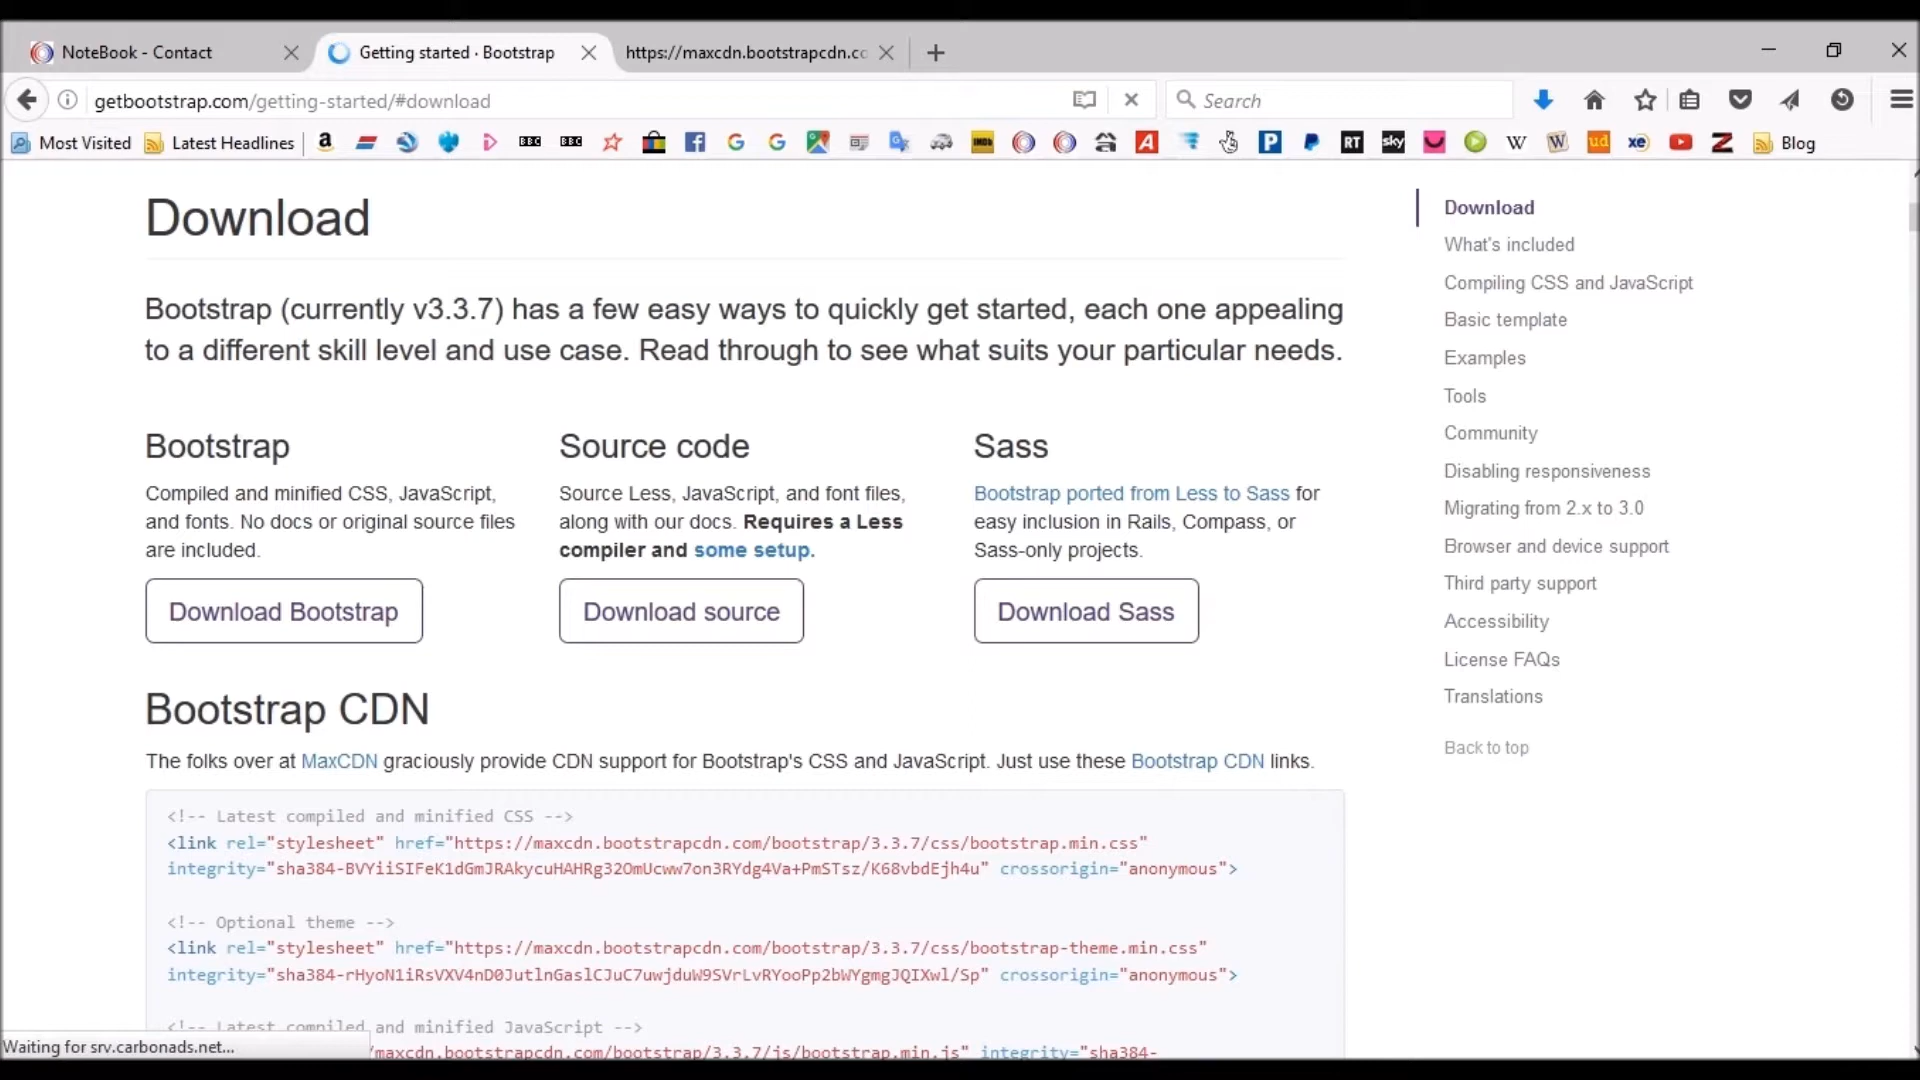 NoteBook - Contact
Getting started · Bootstrap
https://maxcdn.bootstrapcdn.co
getbootstrap.com/getting-started/#download
Search
Most Visited
Latest Headlines
a
BBC
BBC
IMDb
A
P
RT
sky
W
W
ud
xe
Z
Blog
Download
Bootstrap (currently v3.3.7) has a few easy ways to quickly get started, each one appealing
to a different skill level and use case. Read through to see what suits your particular needs.
Bootstrap
Compiled and minified CSS, JavaScript,
and fonts. No docs or original source files
are included.
Download Bootstrap
Source code
Source Less, JavaScript, and font files,
along with our docs. Requires a Less
compiler and some setup.
Download source
Sass
Bootstrap ported from Less to Sass for
easy inclusion in Rails, Compass, or
Sass-only projects.
Download Sass
Bootstrap CDN
The folks over at MaxCDN graciously provide CDN support for Bootstrap's CSS and JavaScript. Just use these Bootstrap CDN links.
<!-- Latest compiled and minified CSS -->
<link rel="stylesheet" href="https://maxcdn.bootstrapcdn.com/bootstrap/3.3.7/css/bootstrap.min.css"
integrity="sha384-BVYiiSIFeK1dGmJRAkycuHAHRg32OmUcww7on3RYdg4Va+PmSTsz/K68vbdEjh4u" crossorigin="anonymous">
<!-- Optional theme -->
<link rel="stylesheet" href="https://maxcdn.bootstrapcdn.com/bootstrap/3.3.7/css/bootstrap-theme.min.css"
integrity="sha384-rHyoN1iRsVXV4nD0JutlnGaslCJuC7uwjduW9SVrLvRYooPp2bWYgmgJQIXwl/Sp" crossorigin="anonymous">
<!-- Latest compiled and minified JavaScript -->
/maxcdn.bootstrapcdn.com/bootstrap/3.3.7/js/bootstrap.min.js" integrity="sha384-
Waiting for srv.carbonads.net...
Download
What's included
Compiling CSS and JavaScript
Basic template
Examples
Tools
Community
Disabling responsiveness
Migrating from 2.x to 3.0
Browser and device support
Third party support
Accessibility
License FAQs
Translations
Back to top